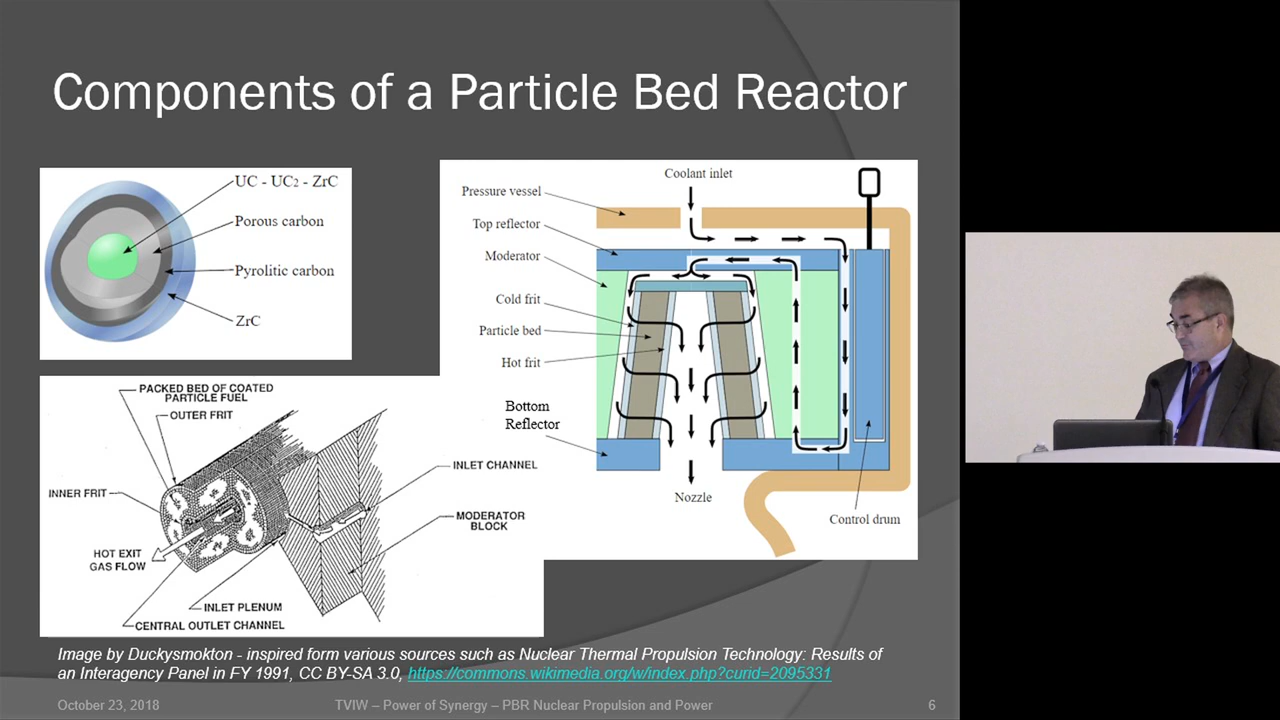 Components of a Particle Bed Reactor
UC - UC2 - ZrC
Porous carbon
Pyrolitic carbon
ZrC
Coolant inlet
Pressure vessel
Top reflector
Moderator
Cold frit
Particle bed
Hot frit
Bottom
Reflector
Nozzle
Control drum
PACKED BED OF COATED
PARTICLE FUEL
OUTER FRIT
INNER FRIT
INLET CHANNEL
MODERATOR
BLOCK
HOT EXIT
GAS FLOW
INLET PLENUM
CENTRAL OUTLET CHANNEL
Image by Duckysmokton - inspired form various sources such as Nuclear Thermal Propulsion Technology: Results of
an Interagency Panel in FY 1991, CC BY-SA 3.0, https://commons.wikimedia.org/w/index.php?curid=2095331
October 23, 2018
TVIW – Power of Synergy – PBR Nuclear Propulsion and Power
6